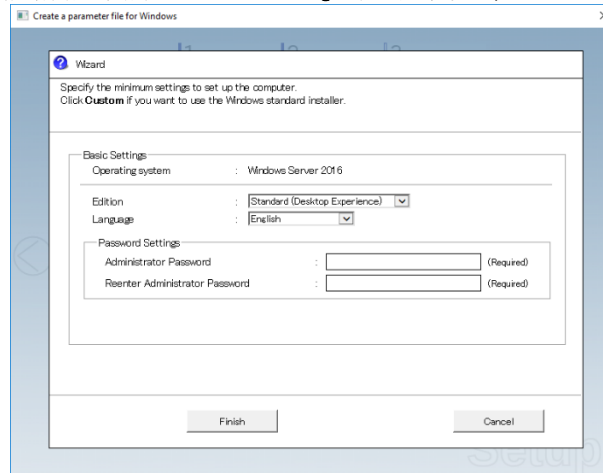 Create a parameter file for Windows
Wizard
Specify the minimum settings to set up the computer.
Click Custom if you want to use the Windows standard installer.
Basic Settings
Operating system : Windows Server 2016
Edition : Standard (Desktop Experience)
Language : English
Password Settings
Administrator Password : (Required)
Reenter Administrator Password : (Required)
Finish Cancel
Setup